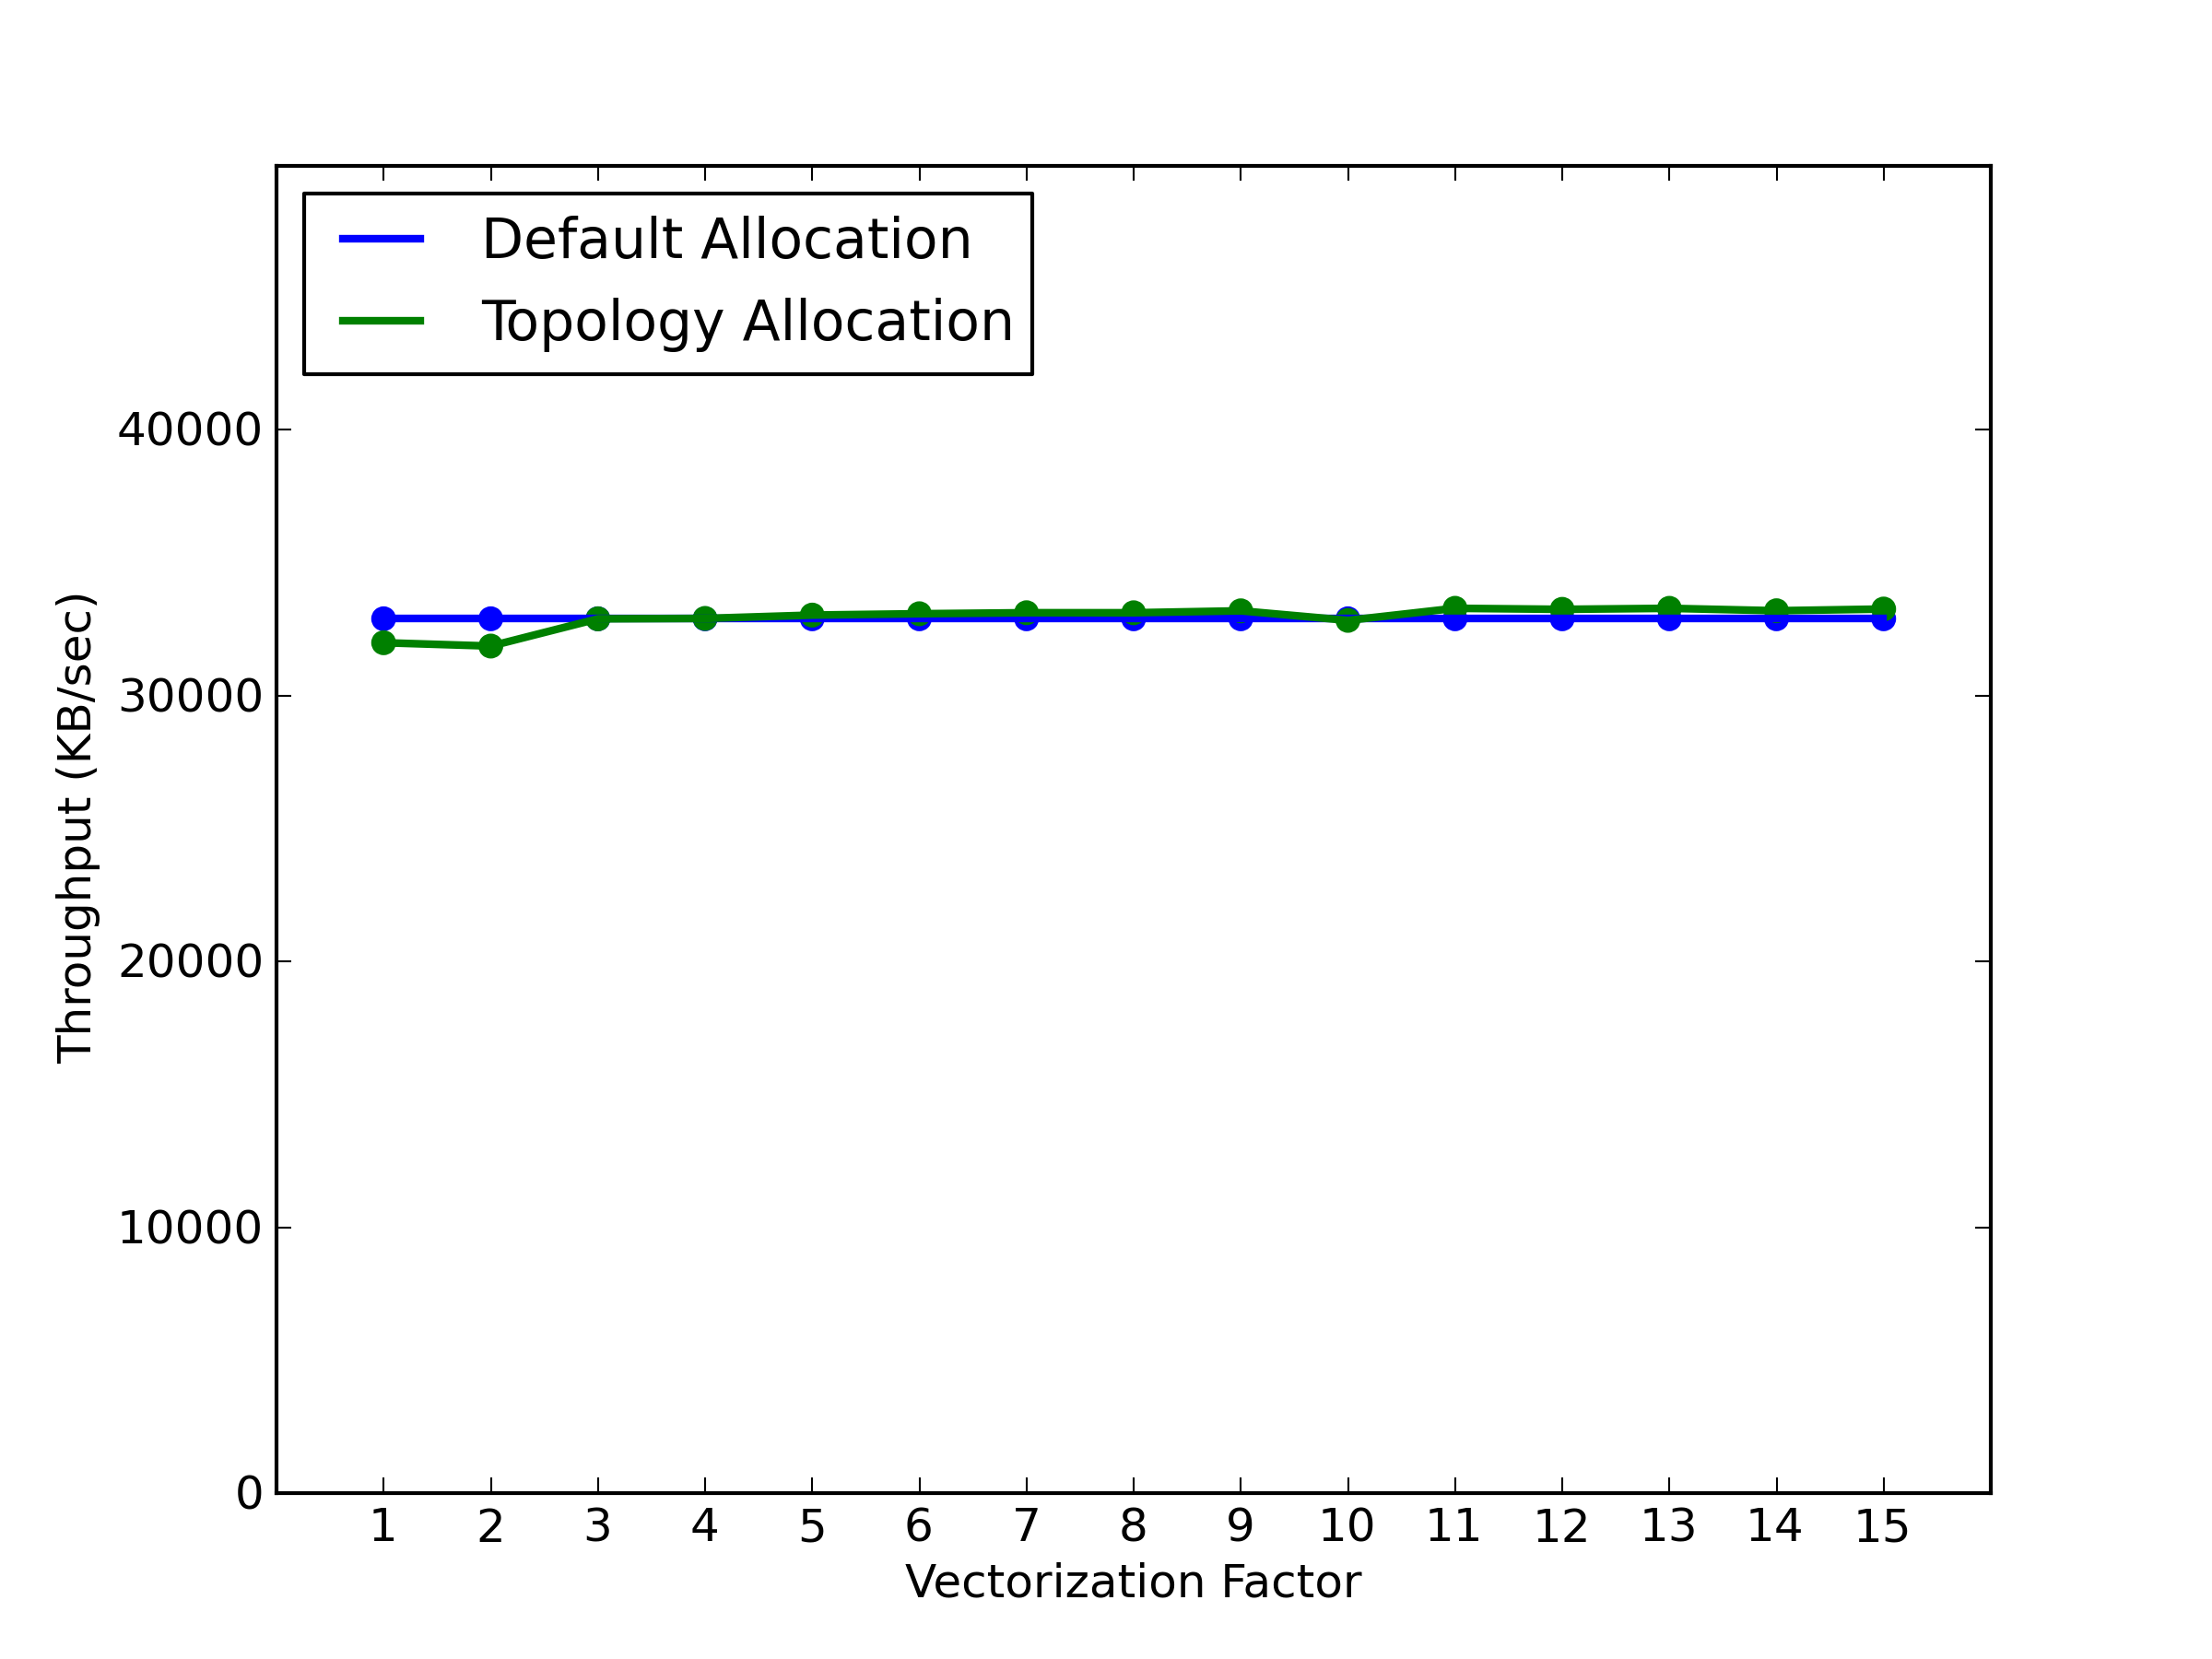 Default Allocation
Topology Allocation
40000
30000
20000
10000
0
Throughput (KB/sec)
1 2 3 4 5 6 7 8 9 10 11 12 13 14 15
Vectorization Factor